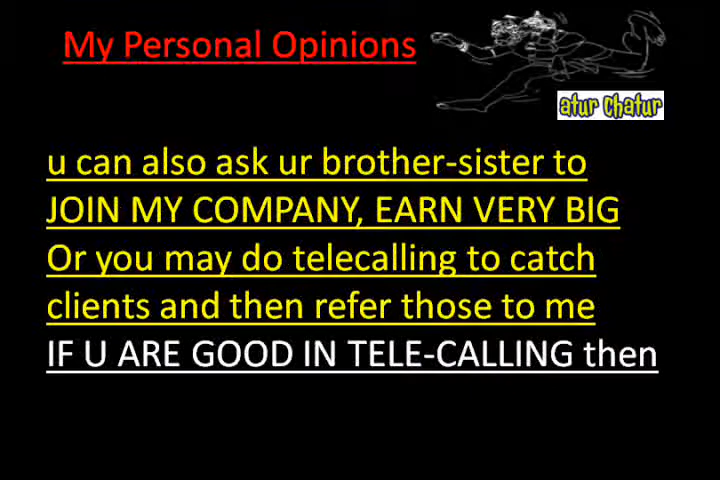 My Personal Opinions
atur Chatur
u can also ask ur brother-sister to
JOIN MY COMPANY, EARN VERY BIG
Or you may do telecalling to catch
clients and then refer those to me
IF U ARE GOOD IN TELE-CALLING then